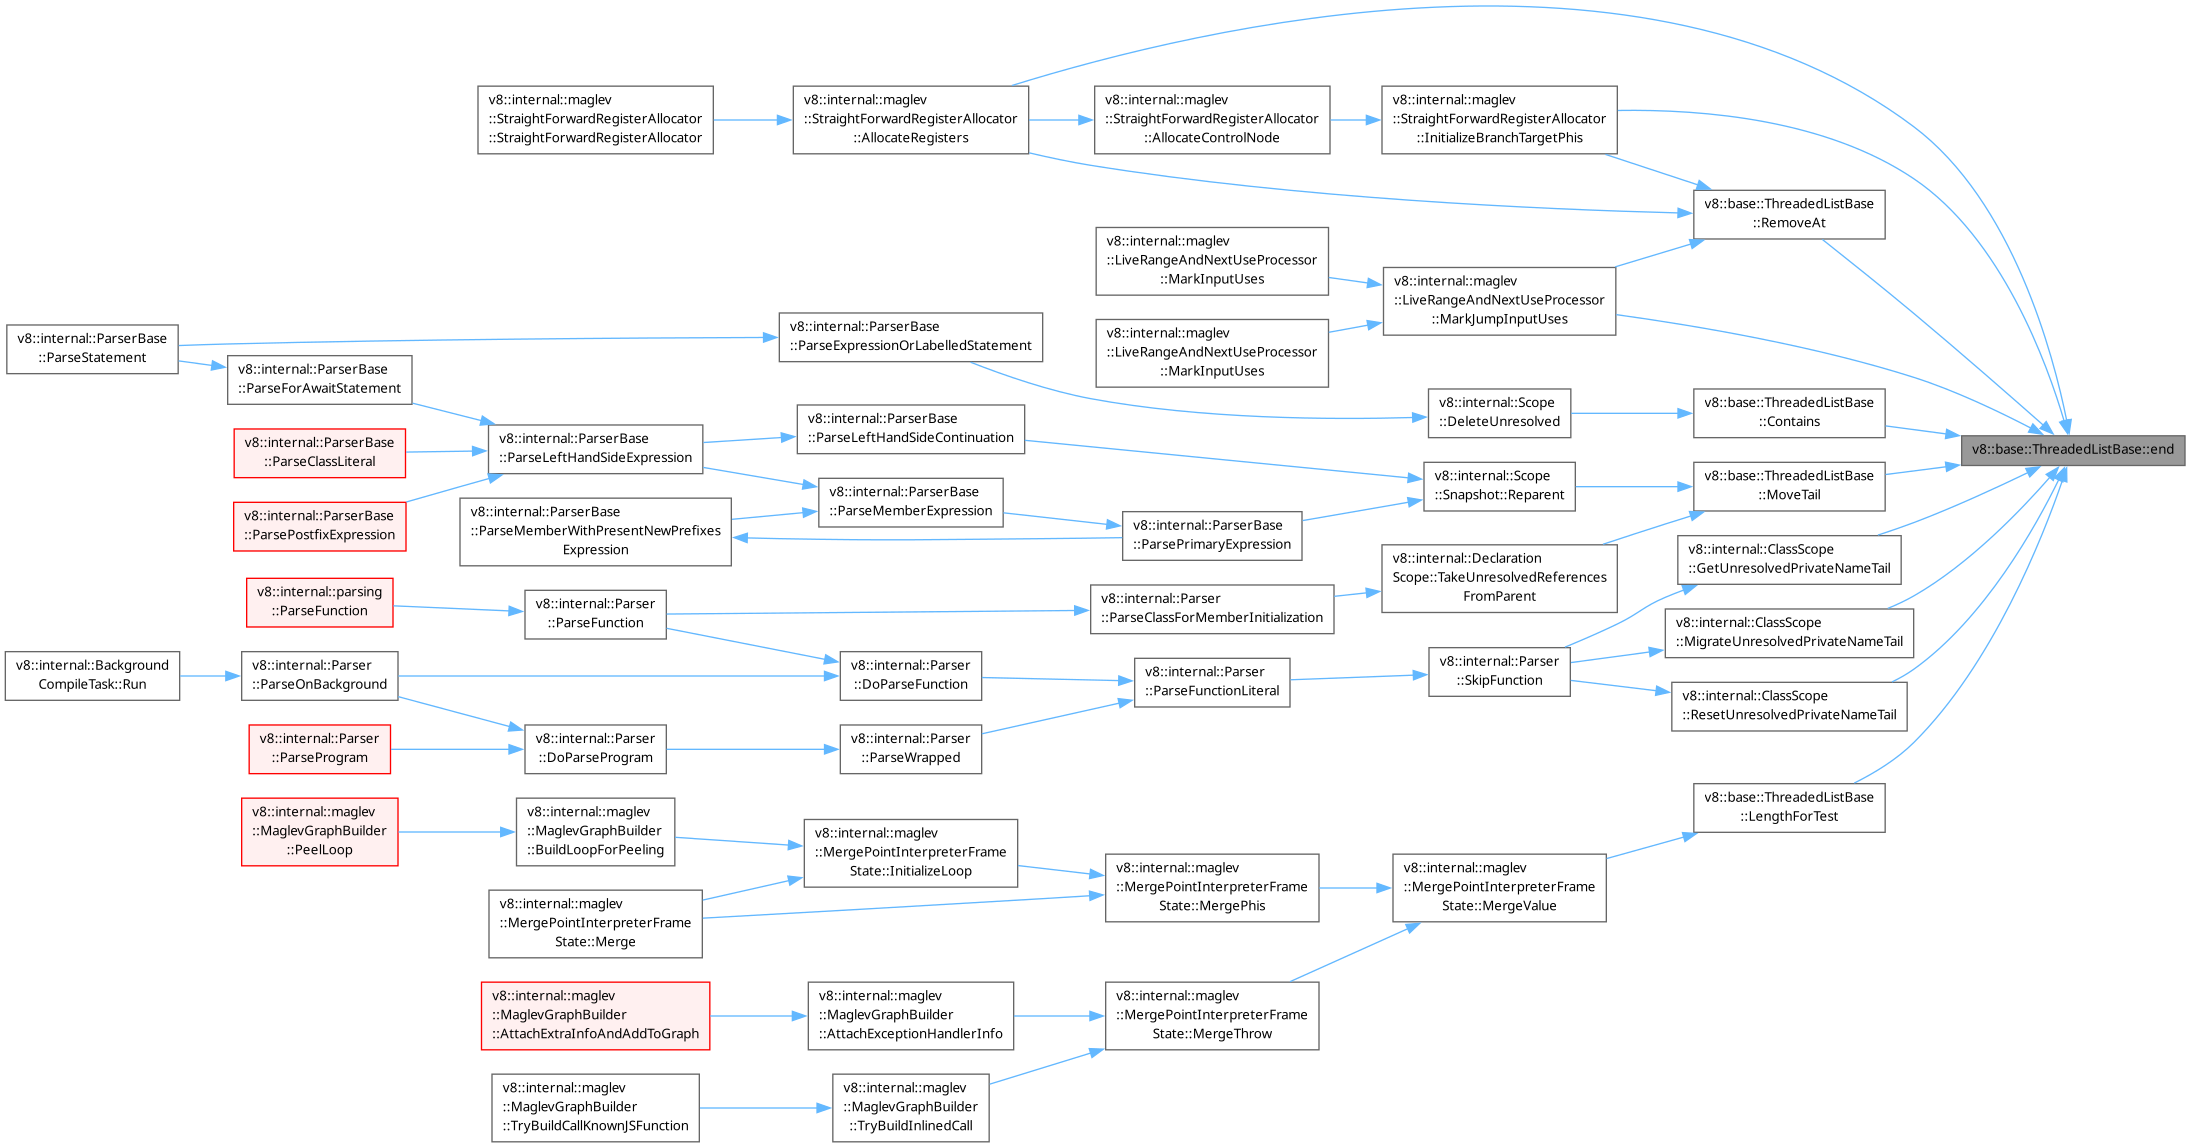 v8::internal::maglev
::StraightForwardRegisterAllocator
::StraightForwardRegisterAllocator
v8::internal::maglev
::StraightForwardRegisterAllocator
::AllocateRegisters
v8::internal::maglev
::StraightForwardRegisterAllocator
::AllocateControlNode
v8::internal::maglev
::StraightForwardRegisterAllocator
::InitializeBranchTargetPhis
v8::base::ThreadedListBase
::RemoveAt
v8::internal::maglev
::LiveRangeAndNextUseProcessor
::MarkInputUses
v8::internal::maglev
::LiveRangeAndNextUseProcessor
::MarkJumpInputUses
v8::internal::maglev
::LiveRangeAndNextUseProcessor
::MarkInputUses
v8::internal::ParserBase
::ParseStatement
v8::internal::ParserBase
::ParseExpressionOrLabelledStatement
v8::internal::ParserBase
::ParseForAwaitStatement
v8::internal::Scope
::DeleteUnresolved
v8::base::ThreadedListBase
::Contains
v8::internal::ParserBase
::ParseClassLiteral
v8::internal::ParserBase
::ParseLeftHandSideExpression
v8::internal::ParserBase
::ParseLeftHandSideContinuation
v8::base::ThreadedListBase::end
v8::internal::Scope
::Snapshot::Reparent
v8::base::ThreadedListBase
::MoveTail
v8::internal::ParserBase
::ParsePostfixExpression
v8::internal::ParserBase
::ParseMemberWithPresentNewPrefixes
Expression
v8::internal::ParserBase
::ParseMemberExpression
v8::internal::ParserBase
::ParsePrimaryExpression
v8::internal::Declaration
Scope::TakeUnresolvedReferences
FromParent
v8::internal::ClassScope
::GetUnresolvedPrivateNameTail
v8::internal::parsing
::ParseFunction
v8::internal::Parser
::ParseFunction
v8::internal::Parser
::ParseClassForMemberInitialization
v8::internal::ClassScope
::MigrateUnresolvedPrivateNameTail
v8::internal::Background
CompileTask::Run
v8::internal::Parser
::ParseOnBackground
v8::internal::Parser
::DoParseFunction
v8::internal::Parser
::ParseFunctionLiteral
v8::internal::Parser
::SkipFunction
v8::internal::ClassScope
::ResetUnresolvedPrivateNameTail
v8::internal::Parser
::ParseProgram
v8::internal::Parser
::DoParseProgram
v8::internal::Parser
::ParseWrapped
v8::base::ThreadedListBase
::LengthForTest
v8::internal::maglev
::MaglevGraphBuilder
::PeelLoop
v8::internal::maglev
::MaglevGraphBuilder
::BuildLoopForPeeling
v8::internal::maglev
::MergePointInterpreterFrame
State::InitializeLoop
v8::internal::maglev
::MergePointInterpreterFrame
State::MergePhis
v8::internal::maglev
::MergePointInterpreterFrame
State::MergeValue
v8::internal::maglev
::MergePointInterpreterFrame
State::Merge
v8::internal::maglev
::MaglevGraphBuilder
::AttachExtraInfoAndAddToGraph
v8::internal::maglev
::MaglevGraphBuilder
::AttachExceptionHandlerInfo
v8::internal::maglev
::MergePointInterpreterFrame
State::MergeThrow
v8::internal::maglev
::MaglevGraphBuilder
::TryBuildCallKnownJSFunction
v8::internal::maglev
::MaglevGraphBuilder
::TryBuildInlinedCall